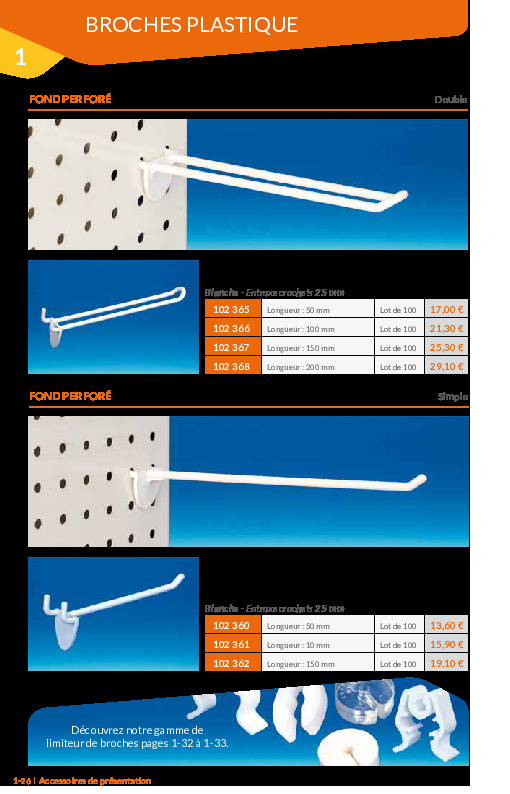 BROCHES PLASTIQUE
1
FOND PERFORÉ Double
Blanche - Entraxe crochets 25 mm
102 365 Longueur : 50 mm Lot de 100 17,00 €
102 366 Longueur : 100 mm Lot de 100 21,30 €
102 367 Longueur : 150 mm Lot de 100 25,30 €
102 368 Longueur : 200 mm Lot de 100 29,10 €
FOND PERFORÉ Simple
Blanche - Entraxe crochets 25 mm
102 360 Longueur : 50 mm Lot de 100 13,60 €
102 361 Longueur : 10 mm Lot de 100 15,90 €
102 362 Longueur : 150 mm Lot de 100 19,10 €
Découvrez notre gamme de
limiteur de broches pages 1-32 à 1-33.
1-26 | Accessoires de présentation